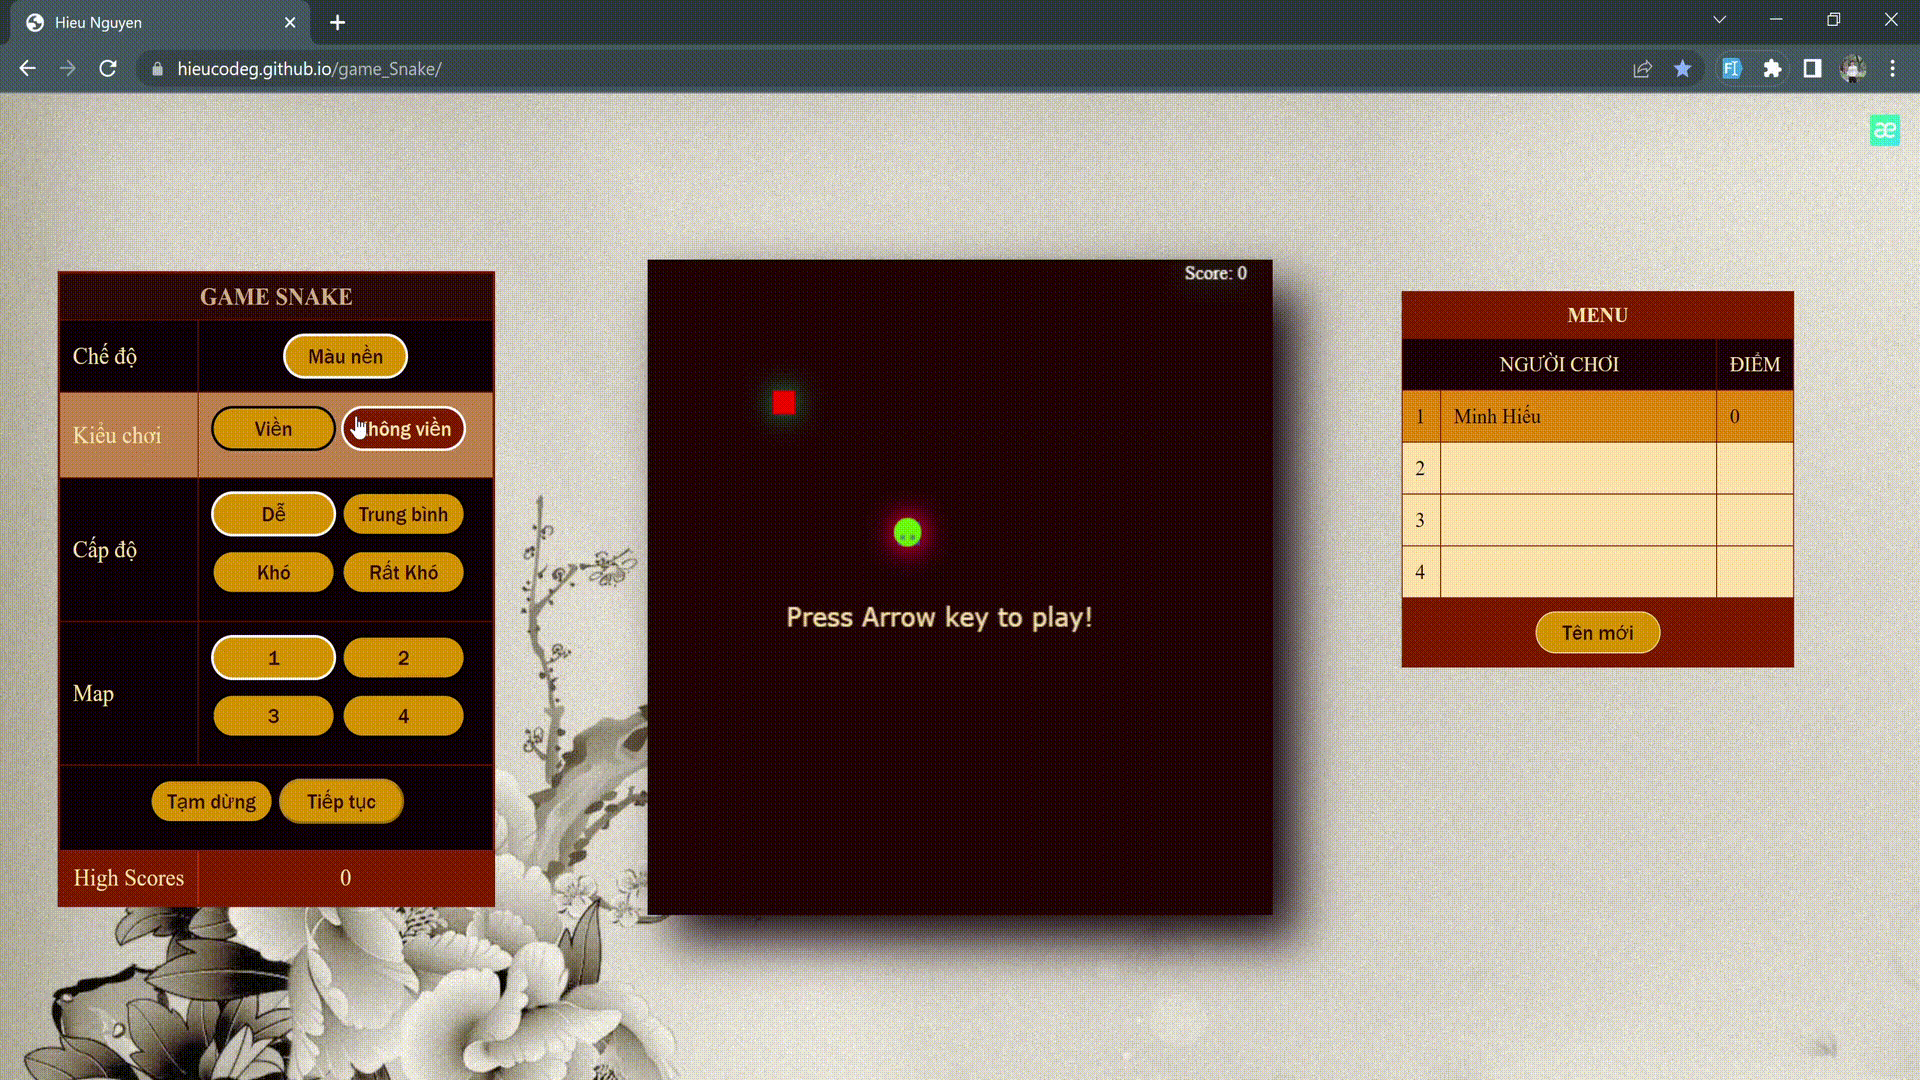 Hieu Nguyen
hieucodeg.github.io/game_Snake/
æ
GAME SNAKE
Chế độ
Màu nền
Kiểu chơi
Viền
hông viền
Cấp độ
Dễ
Trung bình
Khó
Rất Khó
Map
1
2
3
4
Tạm dừng
Tiếp tục
High Scores
0
Score: 0
Press Arrow key to play!
MENU
NGƯỜI CHƠI
ĐIỂM
1
Minh Hiếu
0
2
3
4
Tên mới